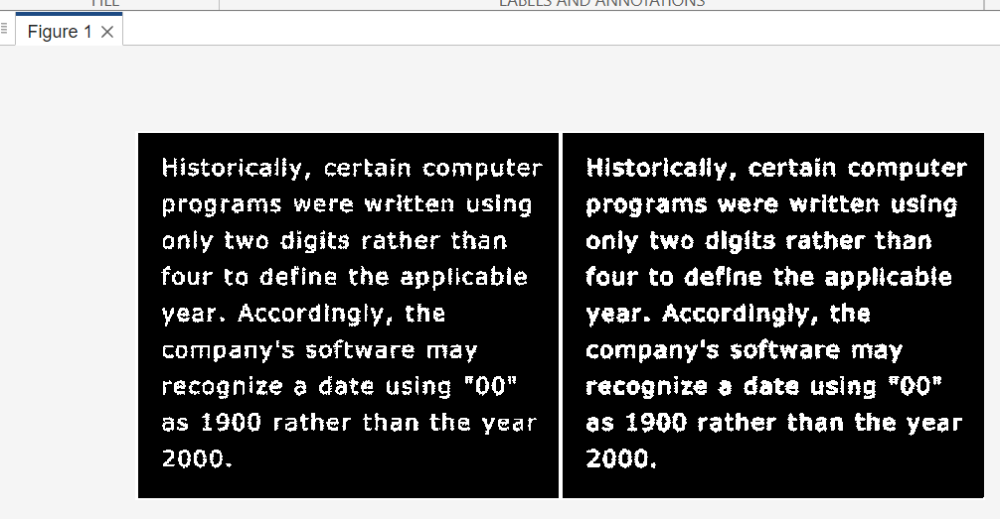 FILE
LABELS AND ANNOTATIONS
Figure 1
Historically, certain computer
programs were written using
only two digits rather than
four to define the applicable
year. Accordingly, the
company's software may
recognize a date using "00"
as 1900 rather than the year
2000.
Historically, certain computer
programs were written using
only two digits rather than
four to define the applicable
year. Accordingly, the
company's software may
recognize a date using "00"
as 1900 rather than the year
2000.